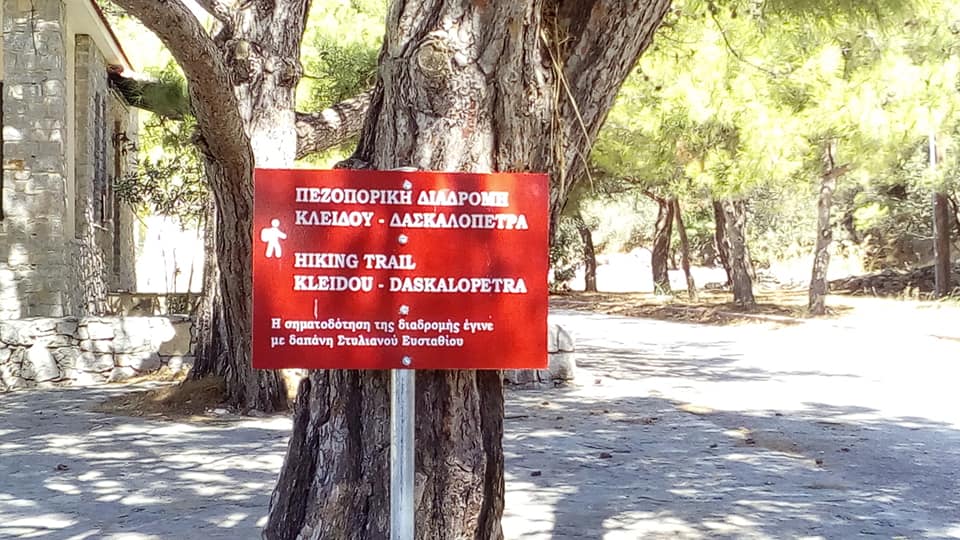 ΠΕΖΟΠΟΡΙΚΗ ΔΙΑΔΡΟΜΗ
ΚΛΕΙΔΟΥ - ΔΑΣΚΑΛΟΠΕΤΡΑ
HIKING TRAIL
KLEIDOU - DASKALOPETRA
Η σηματοδότηση της διαδρομής έγινε
με δαπάνη Στυλιανού Ευσταθίου